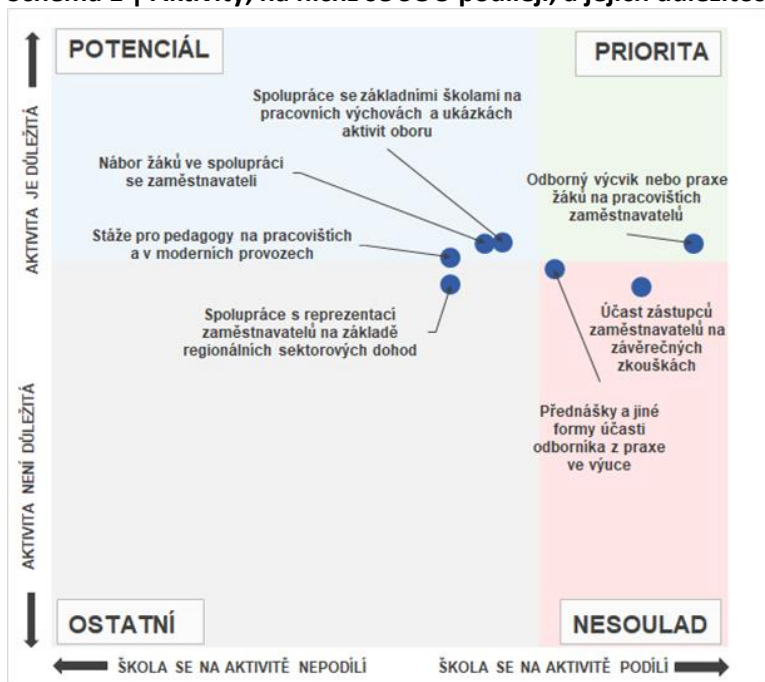 POTENCIÁL
PRIORITA
Spolupráce se základními školami na
pracovních výchovách a ukázkách
aktivit oboru
Nábor žáků ve spolupráci
se zaměstnavateli
Odborný výcvik nebo praxe
žáků na pracovištích
zaměstnavatelů
Stáže pro pedagogy na pracovištích
a v moderních provozech
Spolupráce s reprezentací
zaměstnavatelů na základě
regionálních sektorových dohod
Účast zástupců
zaměstnavatelů na
závěrečných
zkouškách
Přednášky a jiné
formy účasti
odborníka z praxe
ve výuce
AKTIVITA JE DŮLEŽITÁ
AKTIVITA NENÍ DŮLEŽITÁ
OSTATNÍ
NESOULAD
ŠKOLA SE NA AKTIVITĚ NEPODÍLÍ
ŠKOLA SE NA AKTIVITĚ PODÍLÍ